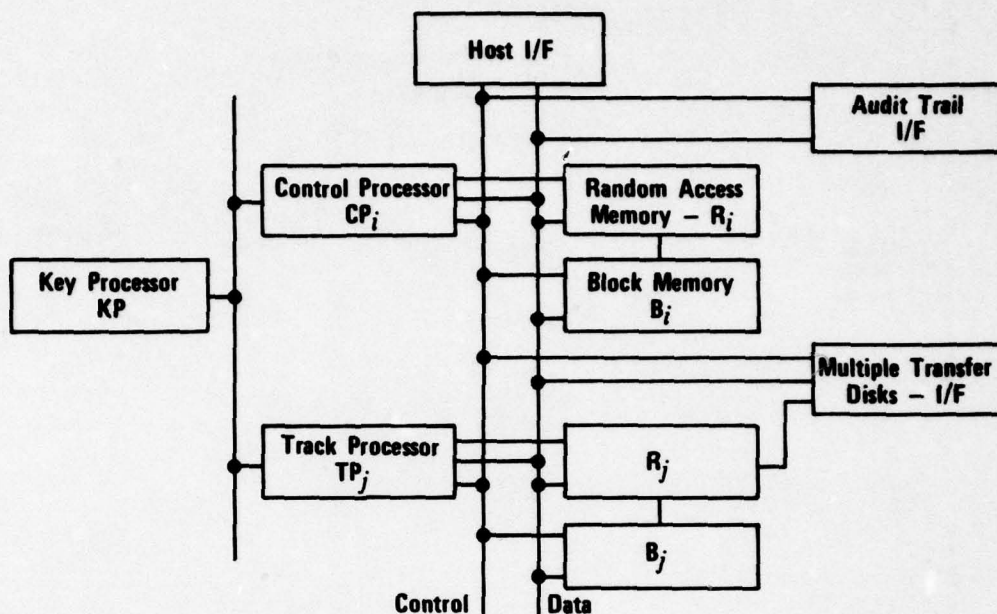 Host I/F
Audit Trail
I/F
Control Processor
CPi
Random Access
Memory – Ri
Key Processor
KP
Block Memory
Bi
Multiple Transfer
Disks – I/F
Track Processor
TPj
Rj
Bj
Control
Data